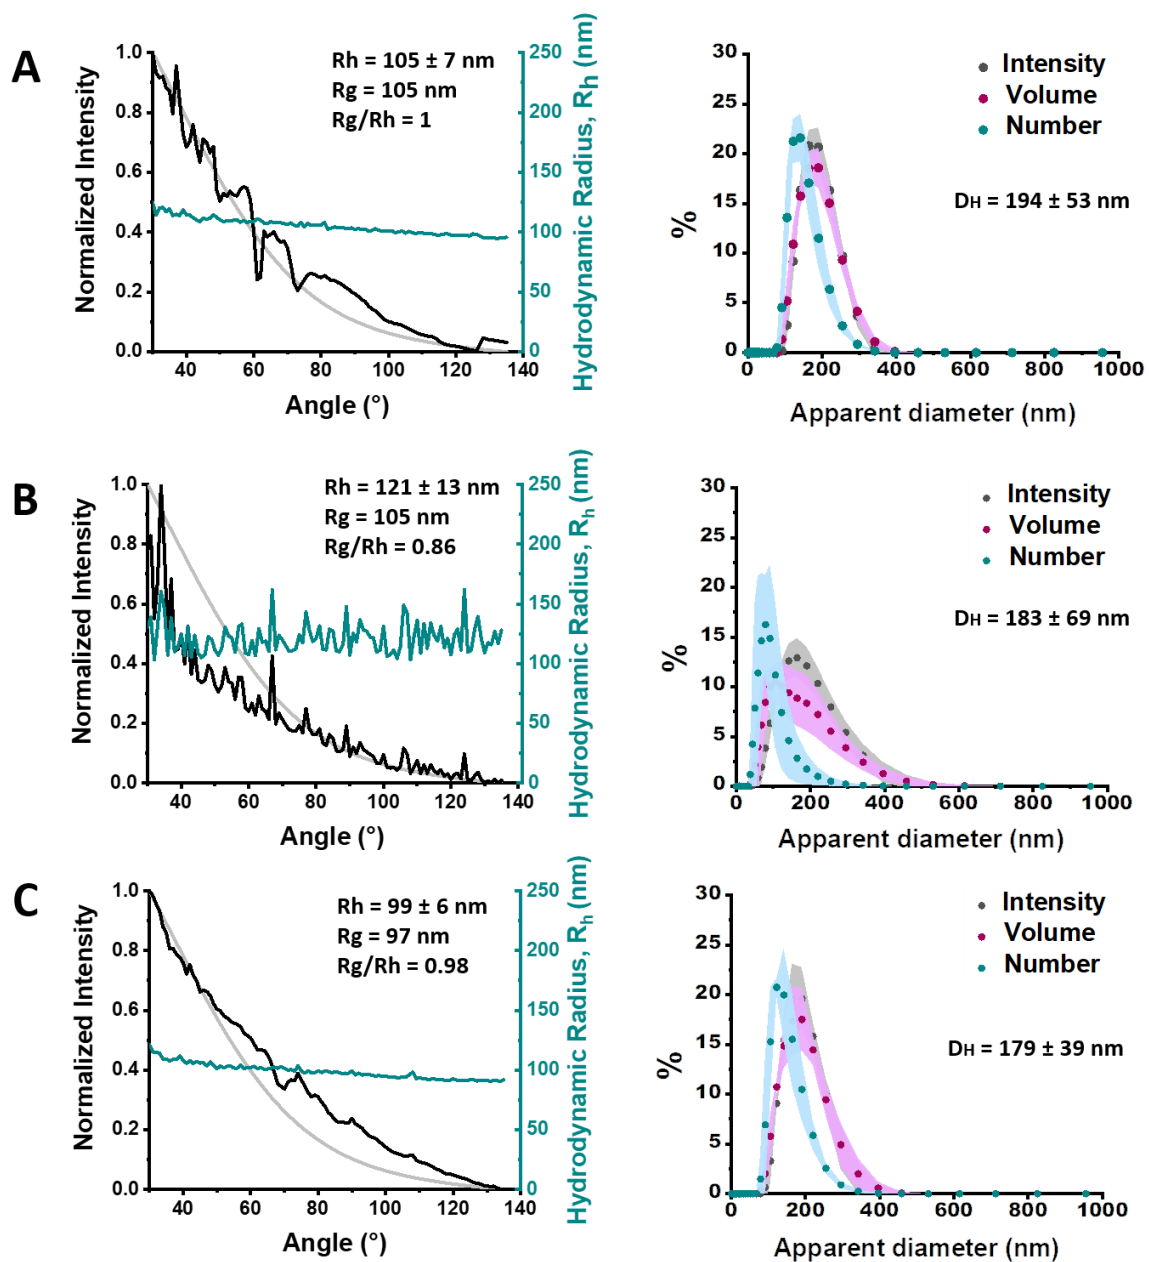 A
Rh = 105 ± 7 nm
Rg = 105 nm
Rg/Rh = 1
Normalized Intensity
1.0
0.8
0.6
0.4
0.2
0.0
40
60
80
100
120
140
Angle (°)
250
200
150
100
50
0
Hydrodynamic Radius, Rh (nm)
30
25
20
15
10
5
0
%
Intensity
Volume
Number
DH = 194 ± 53 nm
0
200
400
600
800
1000
Apparent diameter (nm)
B
Rh = 121 ± 13 nm
Rg = 105 nm
Rg/Rh = 0.86
Normalized Intensity
1.0
0.8
0.6
0.4
0.2
0.0
40
60
80
100
120
140
Angle (°)
250
200
150
100
50
0
Hydrodynamic Radius, Rh (nm)
30
25
20
15
10
5
0
%
Intensity
Volume
Number
DH = 183 ± 69 nm
0
200
400
600
800
1000
Apparent diameter (nm)
C
Rh = 99 ± 6 nm
Rg = 97 nm
Rg/Rh = 0.98
Normalized Intensity
1.0
0.8
0.6
0.4
0.2
0.0
40
60
80
100
120
140
Angle (°)
250
200
150
100
50
0
Hydrodynamic Radius, Rh (nm)
30
25
20
15
10
5
0
%
Intensity
Volume
Number
DH = 179 ± 39 nm
0
200
400
600
800
1000
Apparent diameter (nm)